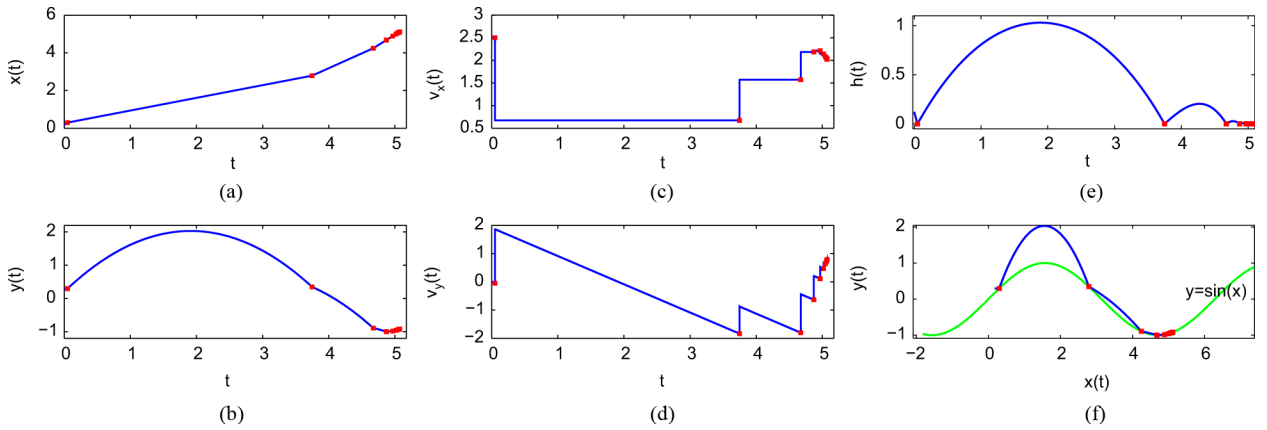 6
4
2
0
x(t)
0 1 2 3 4 5
t
(a)
3
2.5
2
1.5
1
0.5
v_x(t)
0 1 2 3 4 5
t
(c)
1
0.5
0
h(t)
0 1 2 3 4 5
t
(e)
2
1
0
−1
y(t)
0 1 2 3 4 5
t
(b)
2
1
0
−1
−2
v_y(t)
0 1 2 3 4 5
t
(d)
2
1
0
−1
y(t)
y=sin(x)
−2 0 2 4 6
x(t)
(f)